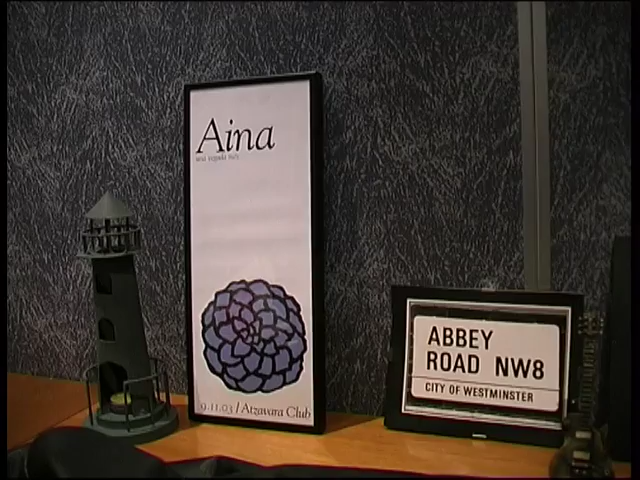 Aina
9.11.03 / Atzavara Club
ABBEY
ROAD NW8
CITY OF WESTMINSTER